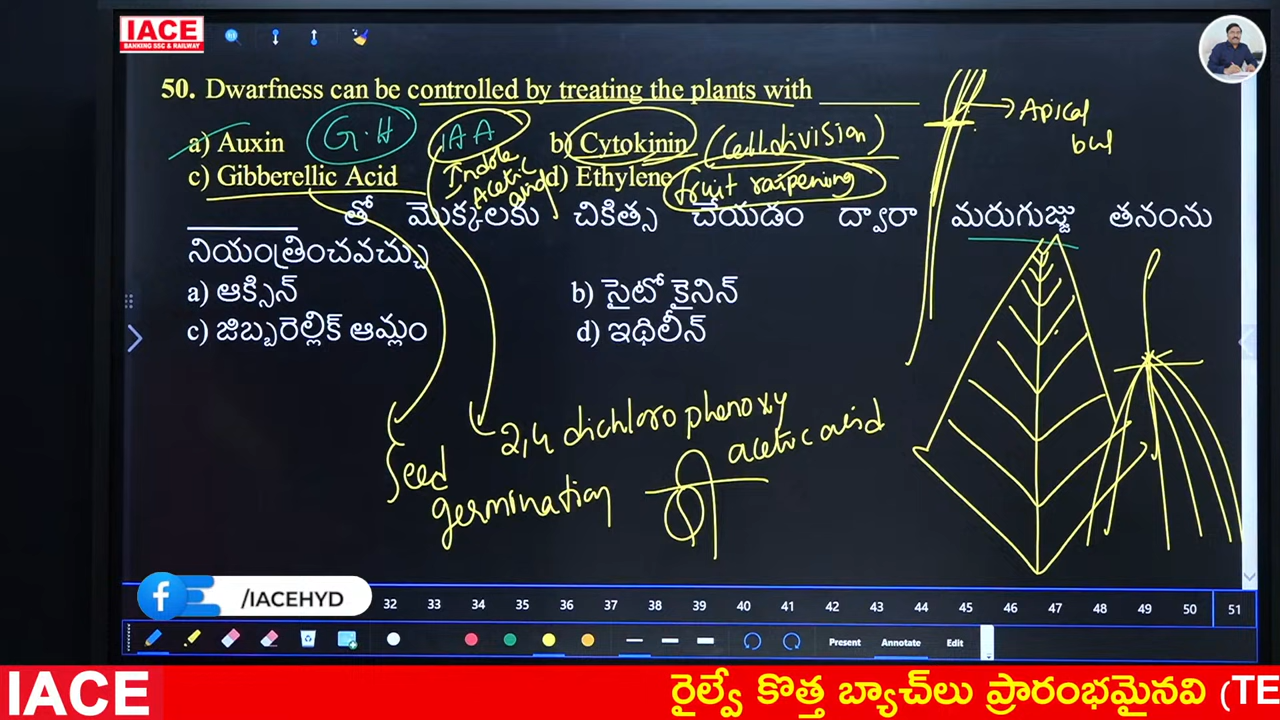 IACE
BANKING SSC & RAILWAY
50. Dwarfness can be controlled by treating the plants with ________
a) Auxin G.H IAA b) Cytokinin (Cell division)
Indole Acetic acid
c) Gibberellic Acid d) Ethylene fruit raipening
________ తో మొక్కలకు చికిత్స చేయడం ద్వారా మరుగుజ్జు తనంను
నియంత్రించవచ్చు
a) ఆక్సిన్ b) సైటో కైనిన్
c) జిబ్బరెల్లిక్ ఆమ్లం d) ఇథిలీన్
Apical
bud
2,4 dichloro phenoxy
acetic acid
Seed
germination
/IACEHYD
32 33 34 35 36 37 38 39 40 41 42 43 44 45 46 47 48 49 50 51
Present Annotate Edit
IACE
రైల్వే కొత్త బ్యాచ్‌లు ప్రారంభమైనవి (TE